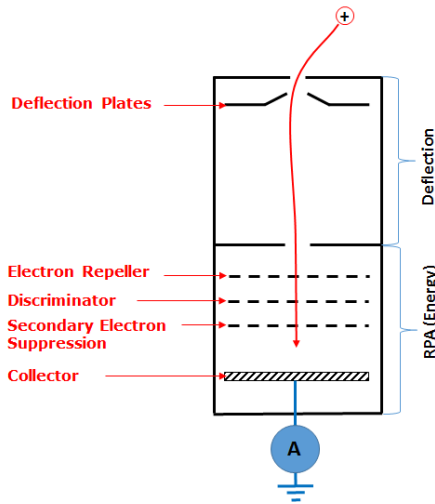 +
Deflection Plates
Deflection
Electron Repeller
Discriminator
Secondary Electron
Suppression
Collector
RPA (Energy)
A